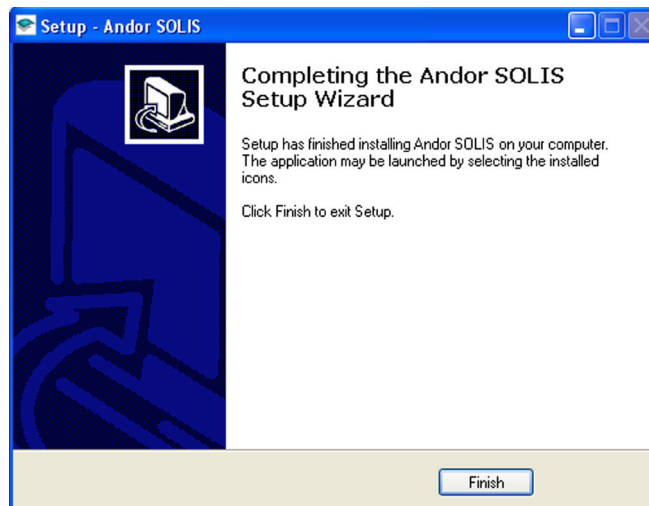 Setup - Andor SOLIS
Completing the Andor SOLIS
Setup Wizard
Setup has finished installing Andor SOLIS on your computer.
The application may be launched by selecting the installed
icons.
Click Finish to exit Setup.
Finish